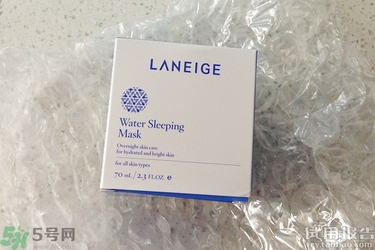 LANEIGE
Water Sleeping
Mask
Overnight skin care
for hydrated and bright skin
for all skin types
70 mL / 2.3 FL.OZ. e
5号网
试用报告